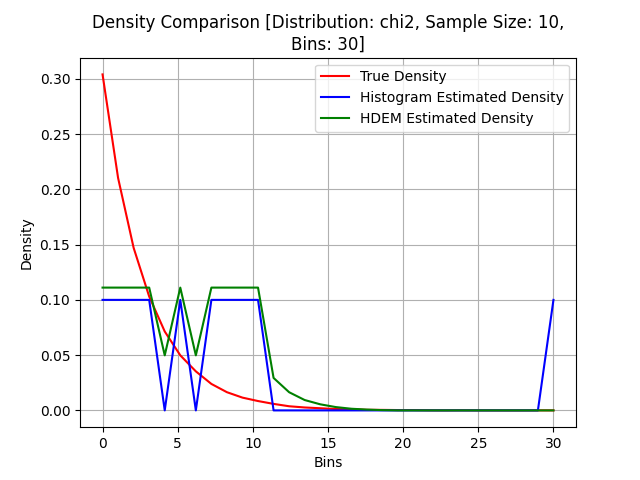 Density Comparison [Distribution: chi2, Sample Size: 10,
Bins: 30]
True Density
Histogram Estimated Density
HDEM Estimated Density
Density
0.30
0.25
0.20
0.15
0.10
0.05
0.00
0 5 10 15 20 25 30
Bins